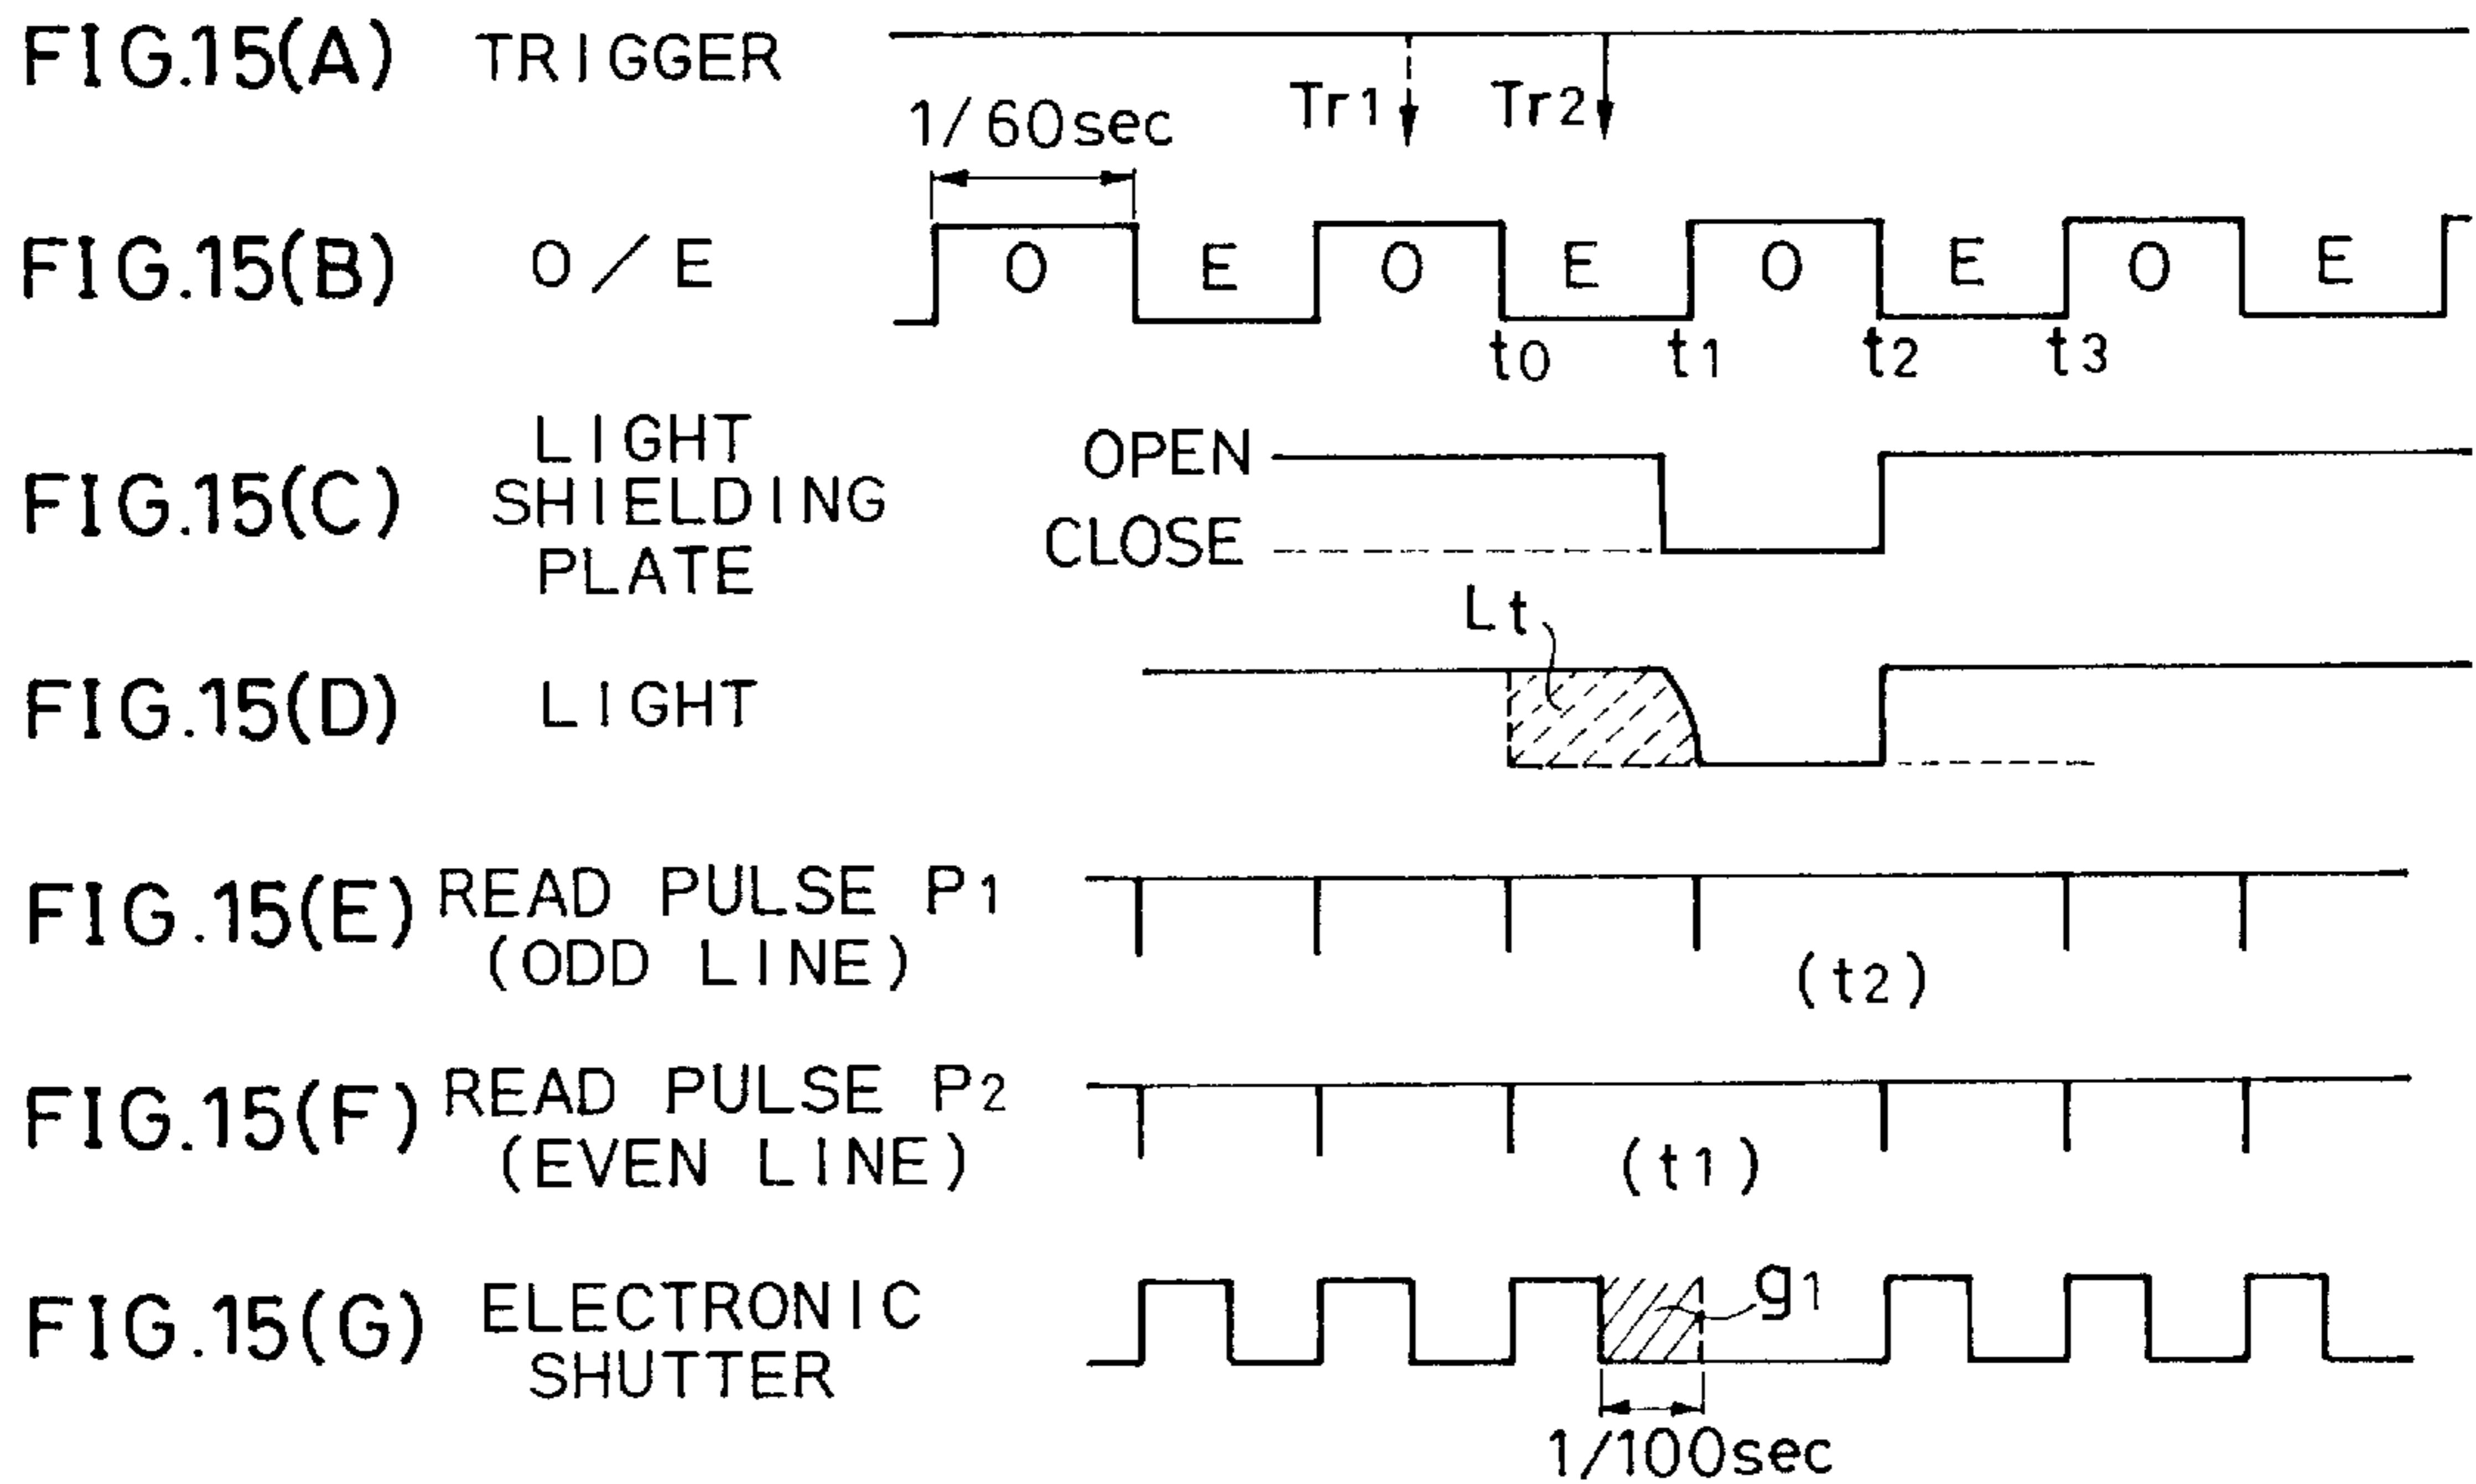 FIG.15(A) TRIGGER
Tr1 Tr2
1/60sec
FIG.15(B) O/E
O E O E O E O E
t0 t1 t2 t3
FIG.15(C) LIGHT SHIELDING PLATE
OPEN
CLOSE
FIG.15(D) LIGHT
Lt
FIG.15(E) READ PULSE P1
(ODD LINE)
(t2)
FIG.15(F) READ PULSE P2
(EVEN LINE)
(t1)
FIG.15(G) ELECTRONIC
SHUTTER
g1
1/100sec